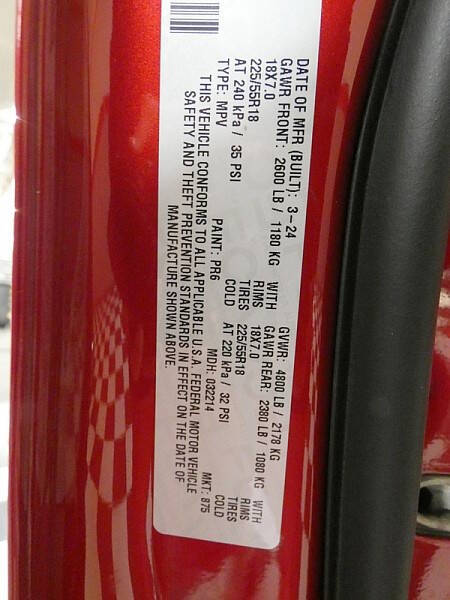 DATE OF MFR (BUILT): 3-24 GVWR: 4800 LB / 2178 KG
GAWR FRONT: 2600 LB / 1180 KG WITH GAWR REAR: 2380 LB / 1080 KG WITH
18X7.0 RIMS 18X7.0 RIMS
225/55R18 TIRES 225/55R18 TIRES
AT 240 kPa / 35 PSI COLD AT 220 kPa / 32 PSI COLD
TYPE: MPV PAINT: PR6 MDH: 032214 MKT: B75
THIS VEHICLE CONFORMS TO ALL APPLICABLE U.S.A. FEDERAL MOTOR VEHICLE
SAFETY AND THEFT PREVENTION STANDARDS IN EFFECT ON THE DATE OF
MANUFACTURE SHOWN ABOVE.